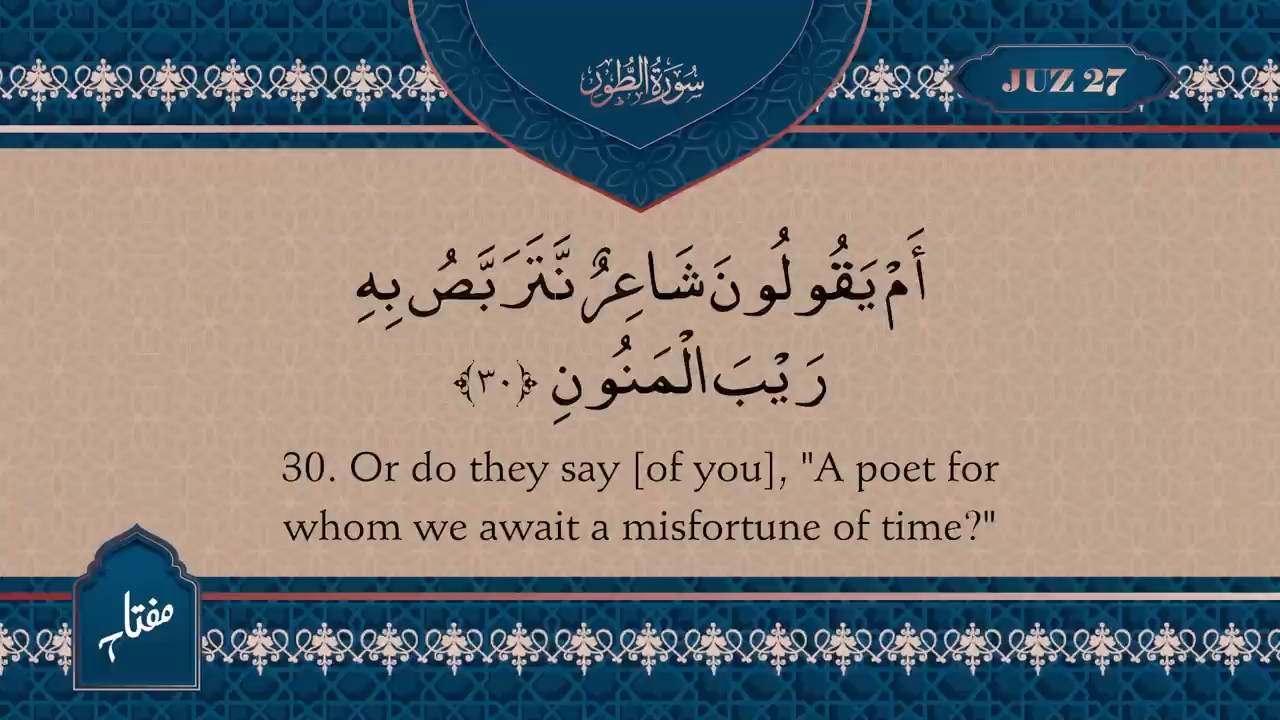 سُورَةُ الطُّورِ
JUZ 27
أَمْ يَقُولُونَ شَاعِرٌ نَّتَرَبَّصُ بِهِ
رَيْبَ الْمَنُونِ ﴿٣٠﴾
30. Or do they say [of you], "A poet for
whom we await a misfortune of time?"
مفتاح